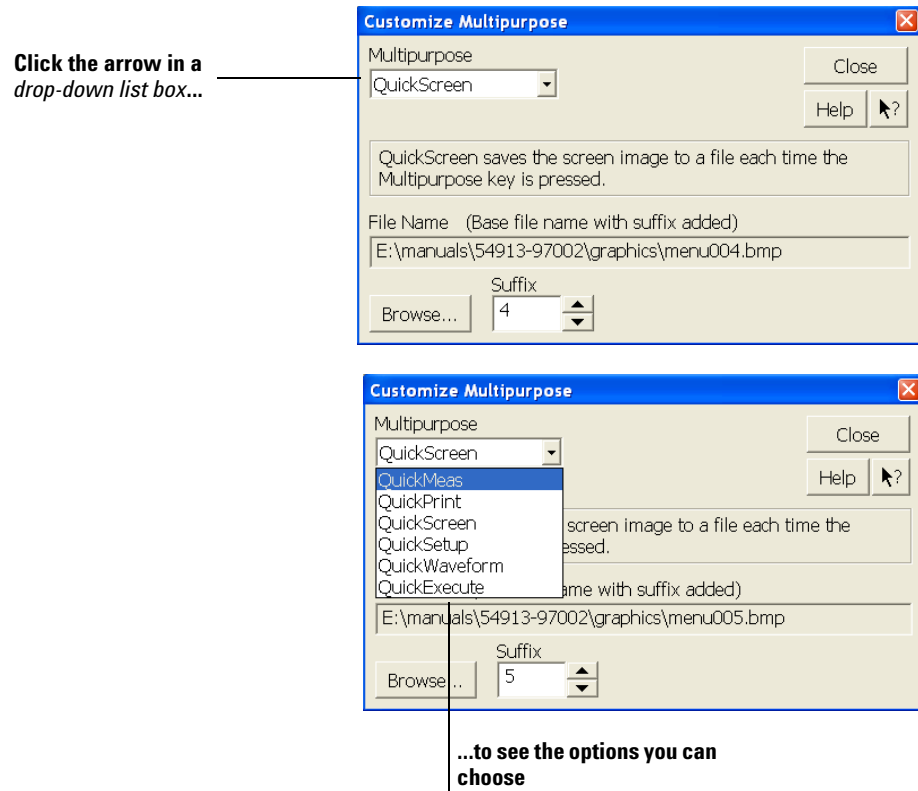 Customize Multipurpose
Click the arrow in a
drop-down list box...
Multipurpose
QuickScreen
Close
Help
?
QuickScreen saves the screen image to a file each time the
Multipurpose key is pressed.
File Name (Base file name with suffix added)
E:\manuals\54913-97002\graphics\menu004.bmp
Suffix
Browse...
4
Customize Multipurpose
Multipurpose
QuickScreen
Close
Help
?
QuickMeas
QuickPrint
QuickScreen
QuickSetup
QuickWaveform
QuickExecute
screen image to a file each time the
essed.
ame with suffix added)
E:\manuals\54913-97002\graphics\menu005.bmp
Suffix
Browse...
5
...to see the options you can
choose